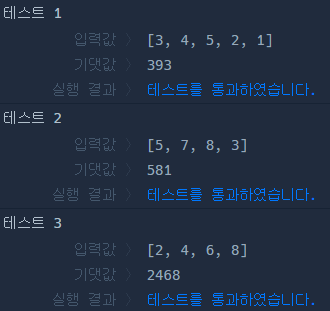 테스트 1
입력값 〉 [3, 4, 5, 2, 1]
기댓값 〉 393
실행 결과 〉 테스트를 통과하였습니다.
테스트 2
입력값 〉 [5, 7, 8, 3]
기댓값 〉 581
실행 결과 〉 테스트를 통과하였습니다.
테스트 3
입력값 〉 [2, 4, 6, 8]
기댓값 〉 2468
실행 결과 〉 테스트를 통과하였습니다.